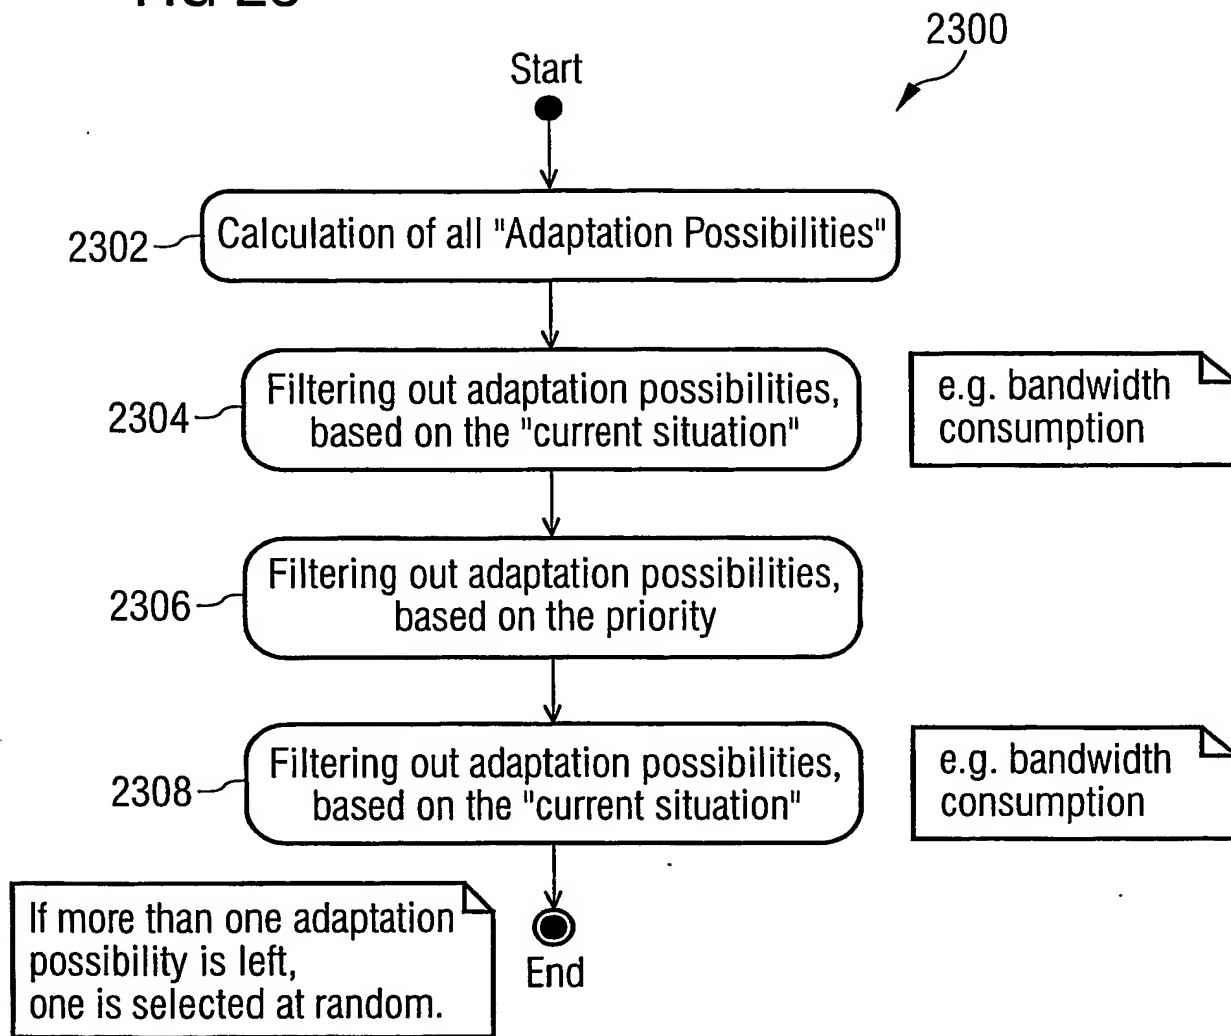 2300
Start
2302
Calculation of all "Adaptation Possibilities"
2304
Filtering out adaptation possibilities,
based on the "current situation"
e.g. bandwidth
consumption
2306
Filtering out adaptation possibilities,
based on the priority
2308
Filtering out adaptation possibilities,
based on the "current situation"
e.g. bandwidth
consumption
If more than one adaptation
possibility is left,
one is selected at random.
End